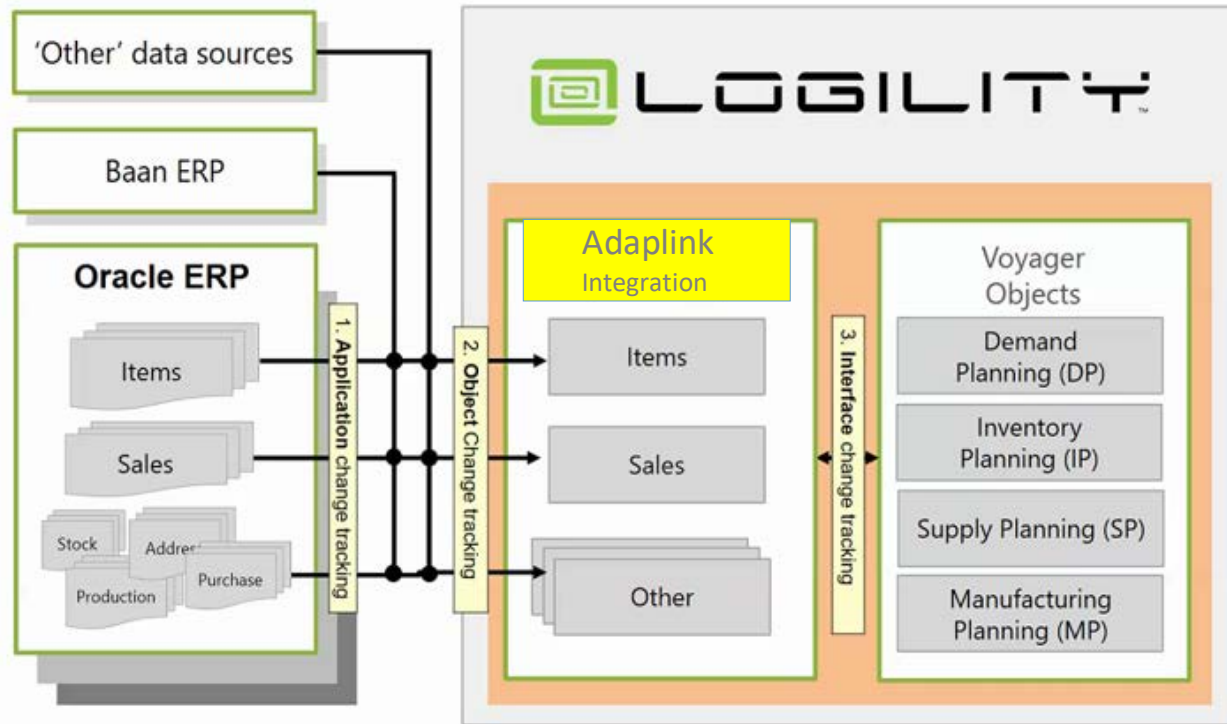 ‘Other’ data sources
Baan ERP
Oracle ERP
Items
Sales
Stock
Address
Production
Purchase
1. Application change tracking
2. Object Change tracking
LOGILITY™
Adaplink
Integration
Items
Sales
Other
3. Interface change tracking
Voyager
Objects
Demand
Planning (DP)
Inventory
Planning (IP)
Supply Planning (SP)
Manufacturing
Planning (MP)